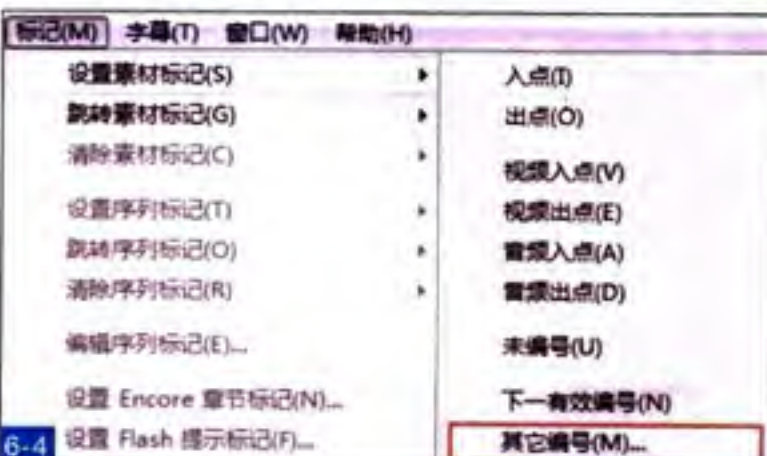 标记(M) 字幕(T) 窗口(W) 帮助(H)
设置素材标记(S)
跳转素材标记(G)
清除素材标记(C)
设置序列标记(T)
跳转序列标记(O)
清除序列标记(R)
编辑序列标记(E)...
设置 Encore 章节标记(N)...
设置 Flash 提示标记(F)...
入点(I)
出点(O)
视频入点(V)
视频出点(E)
音频入点(A)
音频出点(D)
未编号(U)
下一有效编号(N)
其它编号(M)...
6-4